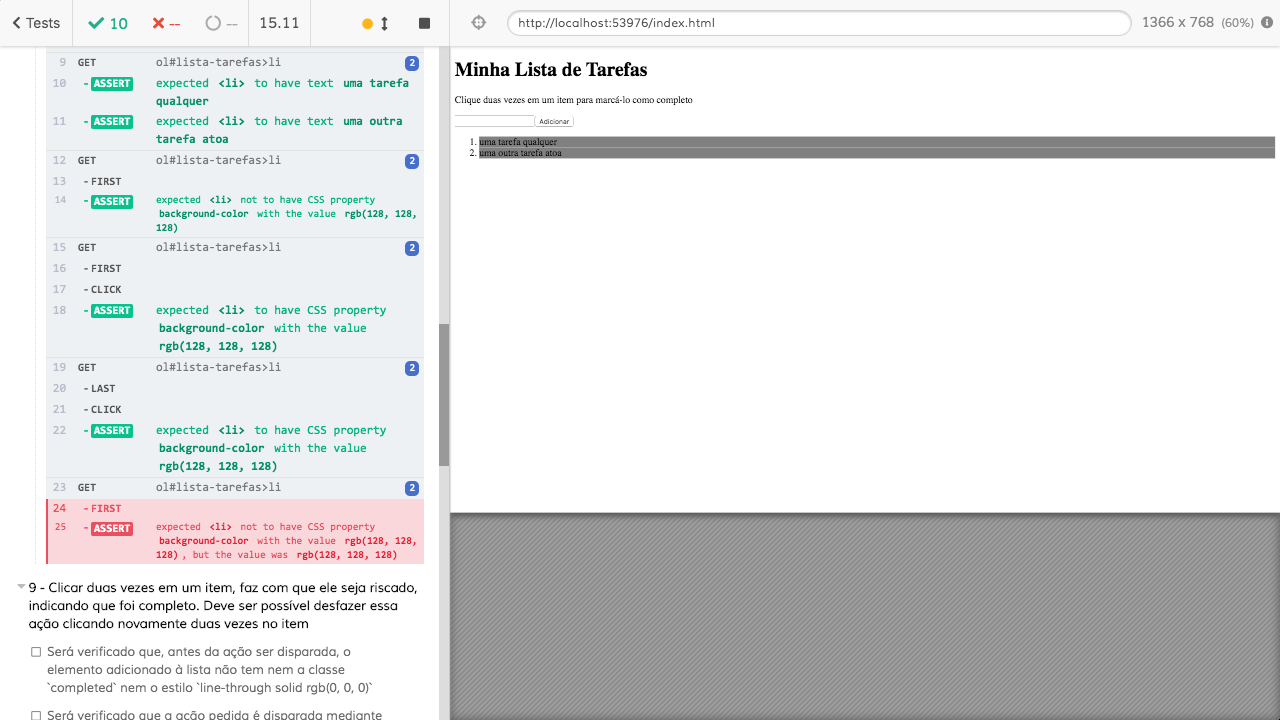 Tests
10
--
--
15.11
http://localhost:53976/index.html
1366 x 768 (60%)
9 GET ol#lista-tarefas>li 2
10 -ASSERT expected <li> to have text uma tarefa
qualquer
11 -ASSERT expected <li> to have text uma outra
tarefa atoa
12 GET ol#lista-tarefas>li 2
13 -FIRST
14 -ASSERT expected <li> not to have CSS property
background-color with the value rgb(128, 128,
128)
15 GET ol#lista-tarefas>li 2
16 -FIRST
17 -CLICK
18 -ASSERT expected <li> to have CSS property
background-color with the value
rgb(128, 128, 128)
19 GET ol#lista-tarefas>li 2
20 -LAST
21 -CLICK
22 -ASSERT expected <li> to have CSS property
background-color with the value
rgb(128, 128, 128)
23 GET ol#lista-tarefas>li 2
24 -FIRST
25 -ASSERT expected <li> not to have CSS property
background-color with the value rgb(128, 128,
128) , but the value was rgb(128, 128, 128)
9 - Clicar duas vezes em um item, faz com que ele seja riscado,
indicando que foi completo. Deve ser possível desfazer essa
ação clicando novamente duas vezes no item
Será verificado que, antes da ação ser disparada, o
elemento adicionado à lista não tem nem a classe
`completed` nem o estilo `line-through solid rgb(0, 0, 0)`
Será verificado que a ação pedida é disparada mediante
Minha Lista de Tarefas
Clique duas vezes em um item para marcá-lo como completo
Adicionar
1. uma tarefa qualquer
2. uma outra tarefa atoa